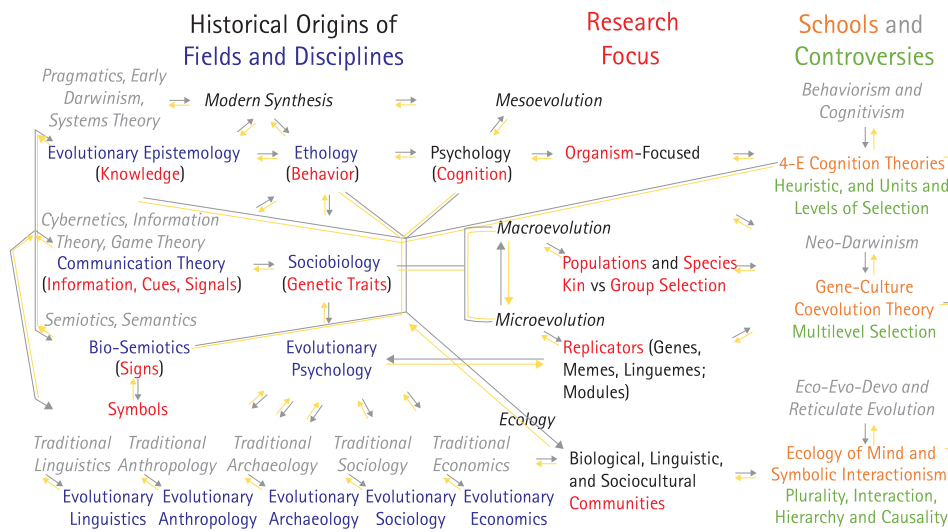 Historical Origins of
Fields and Disciplines
Research
Focus
Schools and
Controversies
Pragmatics, Early
Darwinism,
Systems Theory
Modern Synthesis
Mesoevolution
Behaviorism and
Cognitivism
Evolutionary Epistemology
(Knowledge)
Ethology
(Behavior)
Psychology
(Cognition)
Organism-Focused
4-E Cognition Theories
Heuristic, and Units and
Levels of Selection
Cybernetics, Information
Theory, Game Theory
Communication Theory
(Information, Cues, Signals)
Sociobiology
(Genetic Traits)
Macroevolution
Populations and Species
Kin vs Group Selection
Neo-Darwinism
Gene-Culture
Coevolution Theory
Multilevel Selection
Semiotics, Semantics
Bio-Semiotics
(Signs)
Symbols
Evolutionary
Psychology
Microevolution
Replicators (Genes,
Memes, Linguemes;
Modules)
Eco-Evo-Devo and
Reticulate Evolution
Ecology
Traditional
Linguistics
Traditional
Anthropology
Traditional
Archaeology
Traditional
Sociology
Traditional
Economics
Biological, Linguistic,
and Sociocultural
Communities
Ecology of Mind and
Symbolic Interactionism
Plurality, Interaction,
Hierarchy and Causality
Evolutionary
Linguistics
Evolutionary
Anthropology
Evolutionary
Archaeology
Evolutionary
Sociology
Evolutionary
Economics